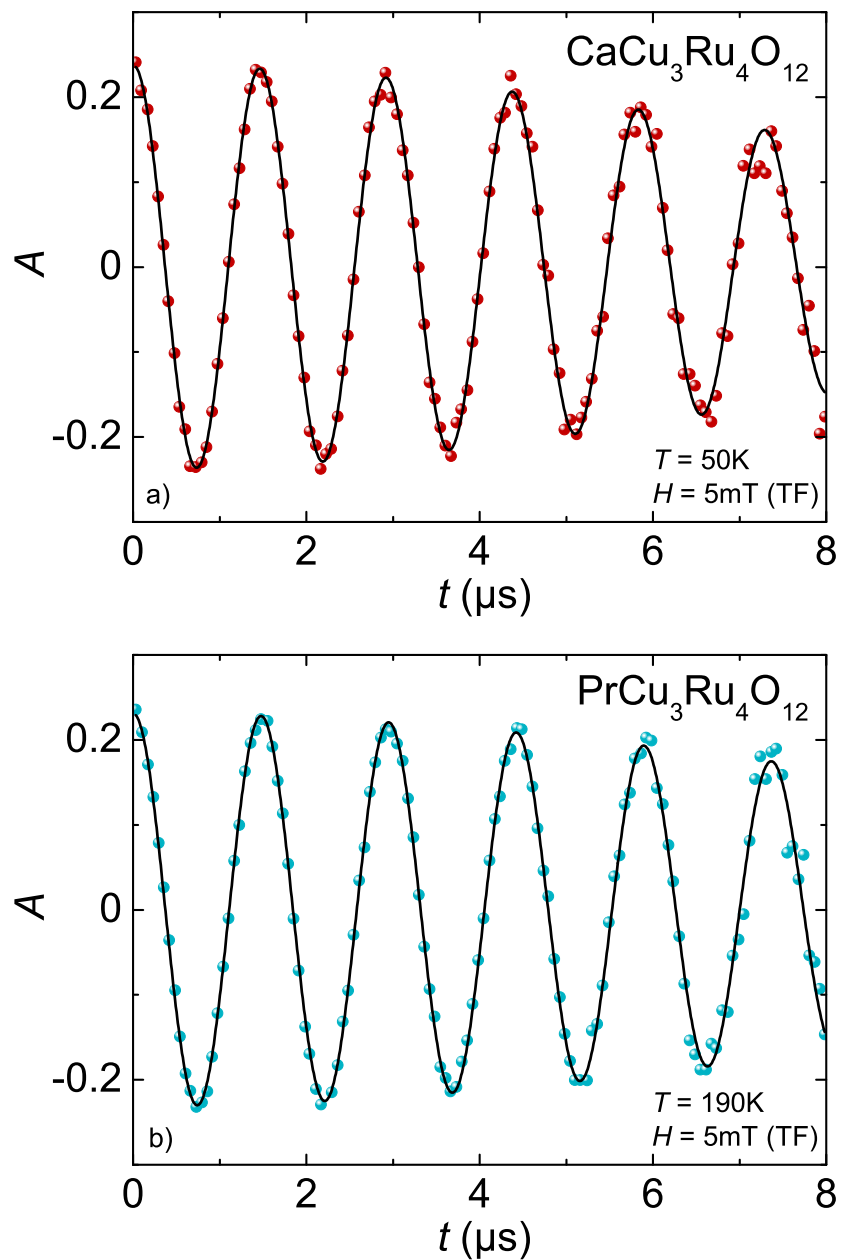 CaCu₃Ru₄O₁₂
0.2
0
-0.2
A
T = 50K
H = 5mT (TF)
a)
0 2 4 6 8
t (μs)
PrCu₃Ru₄O₁₂
0.2
0
-0.2
A
T = 190K
H = 5mT (TF)
b)
0 2 4 6 8
t (μs)